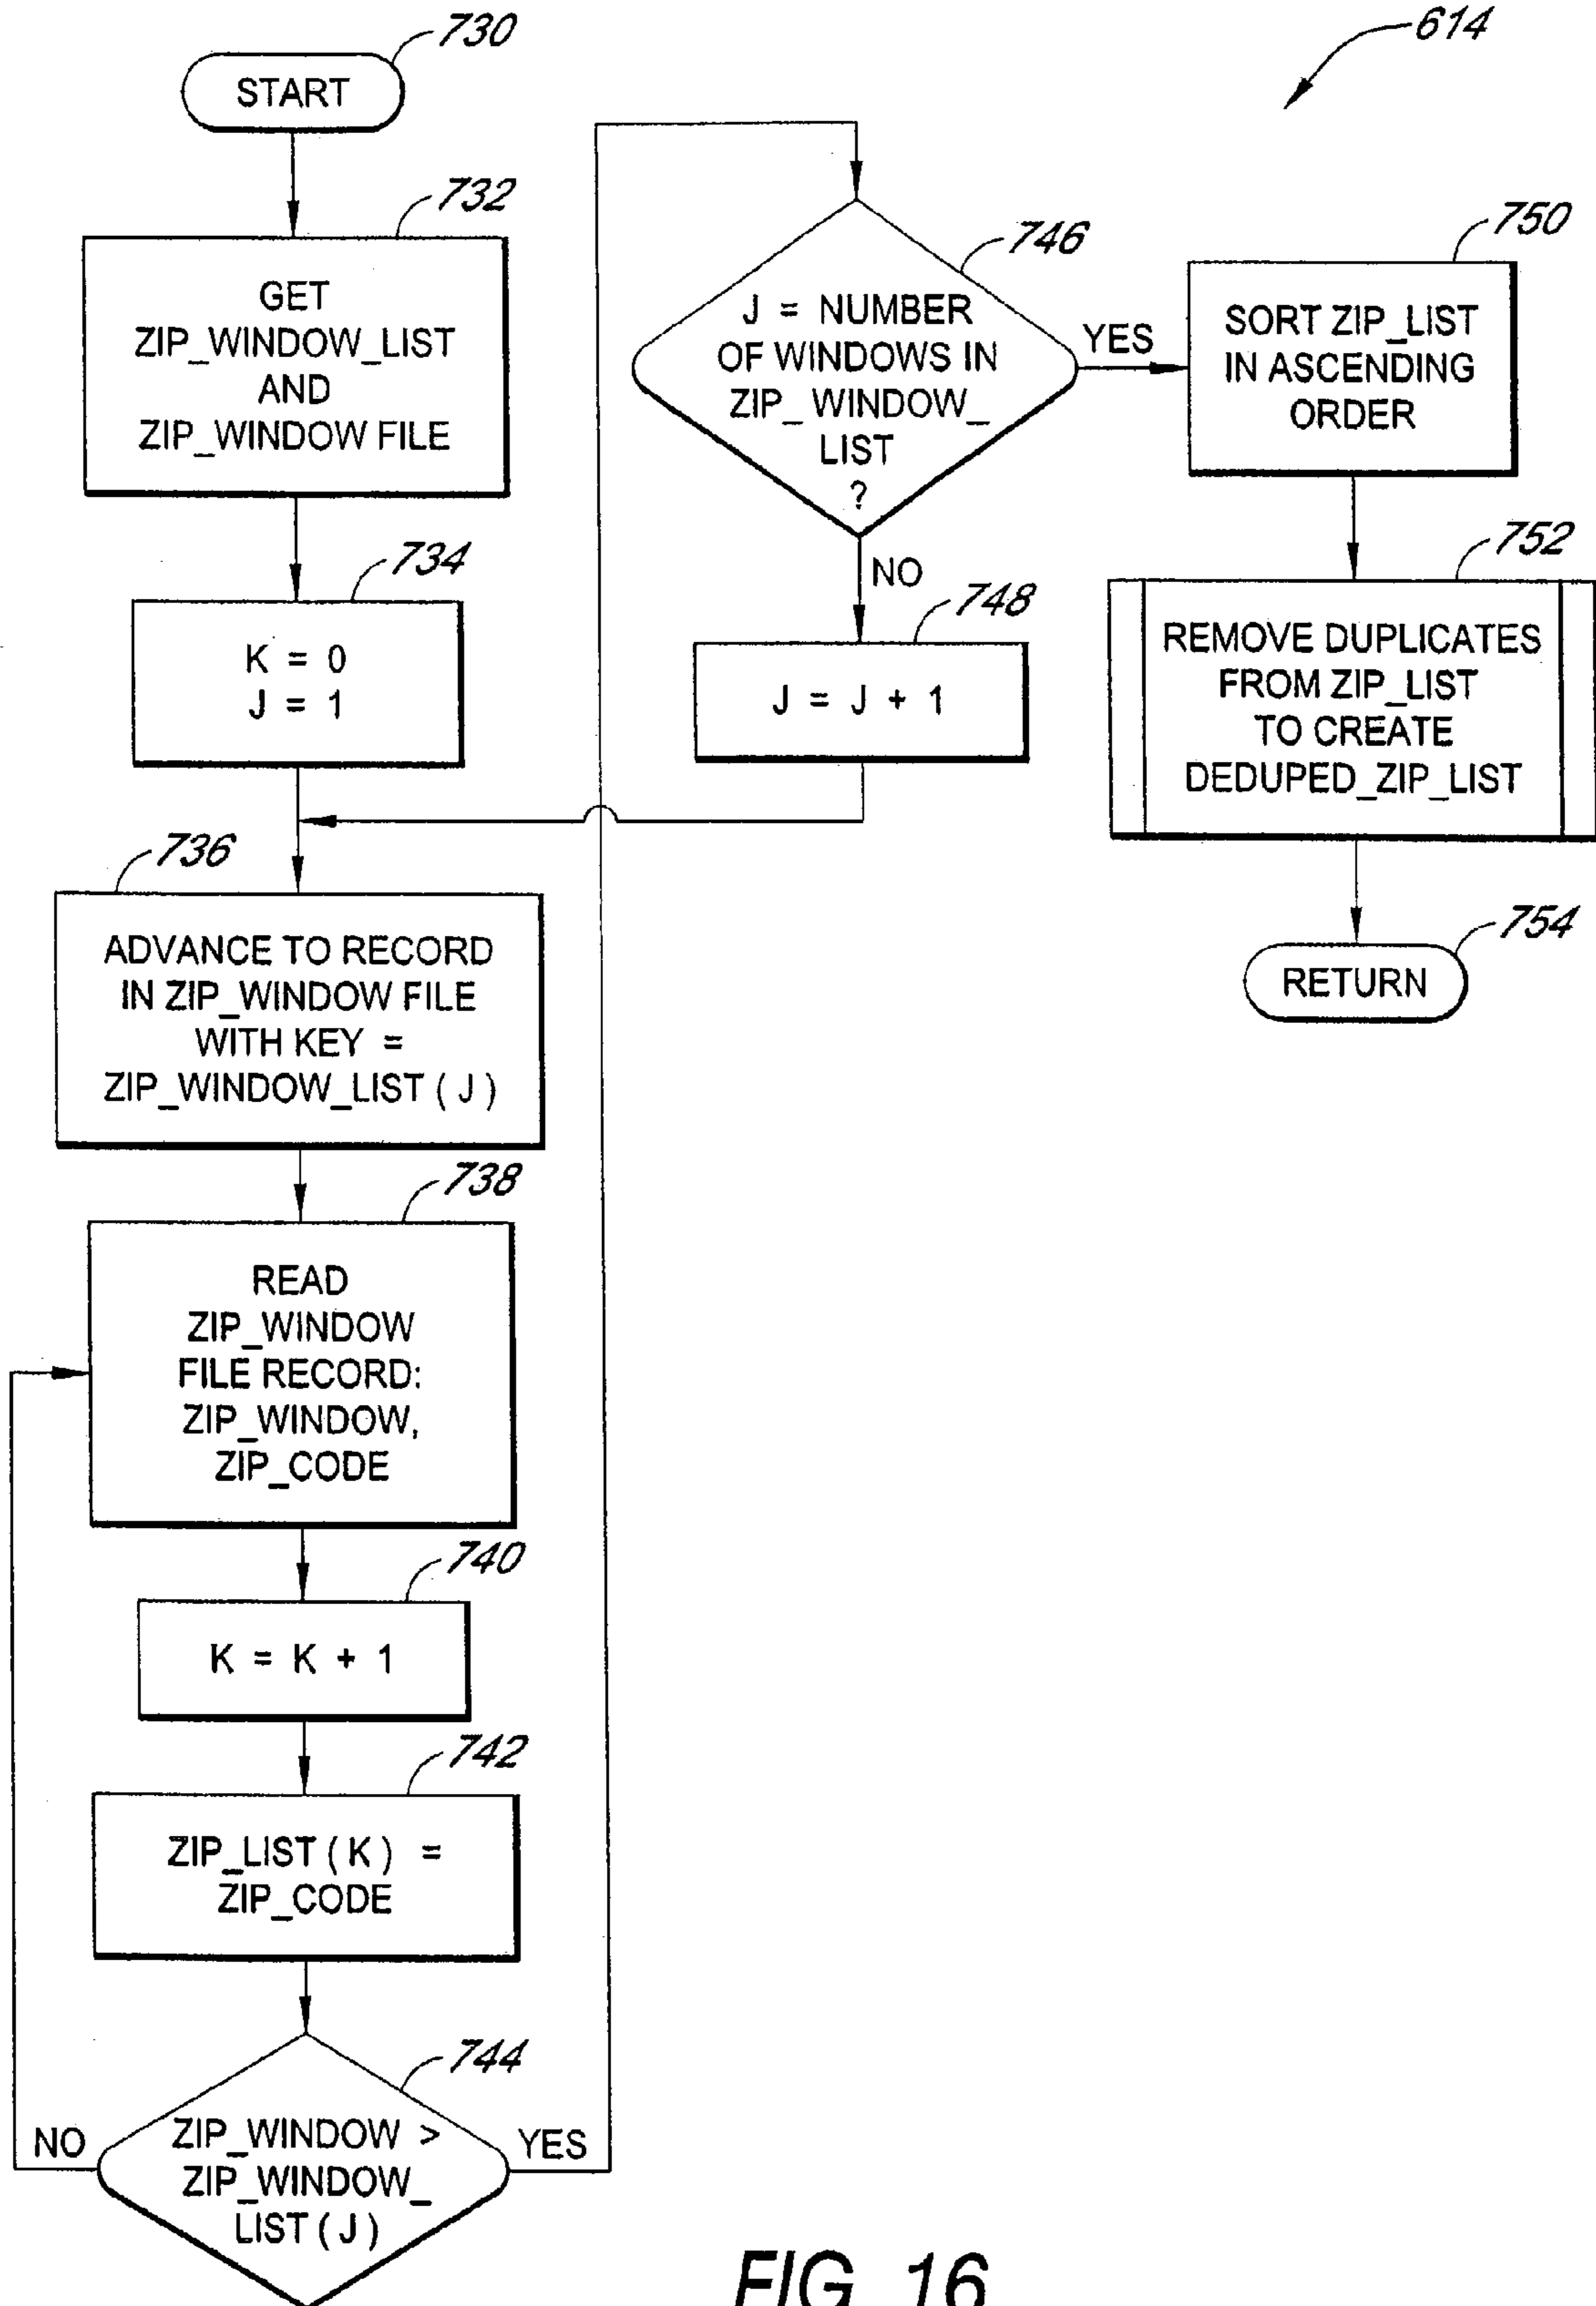 730
START
732
GET
ZIP_WINDOW_LIST
AND
ZIP_WINDOW FILE
734
K = 0
J = 1
736
ADVANCE TO RECORD
IN ZIP_WINDOW FILE
WITH KEY =
ZIP_WINDOW_LIST ( J )
738
READ
ZIP_WINDOW
FILE RECORD:
ZIP_WINDOW,
ZIP_CODE
740
K = K + 1
742
ZIP_LIST ( K ) =
ZIP_CODE
744
ZIP_WINDOW >
ZIP_WINDOW_
LIST ( J )
NO
YES
614
746
J = NUMBER
OF WINDOWS IN
ZIP_WINDOW_
LIST
?
YES
NO
748
J = J + 1
750
SORT ZIP_LIST
IN ASCENDING
ORDER
752
REMOVE DUPLICATES
FROM ZIP_LIST
TO CREATE
DEDUPED_ZIP_LIST
754
RETURN
FIG. 16